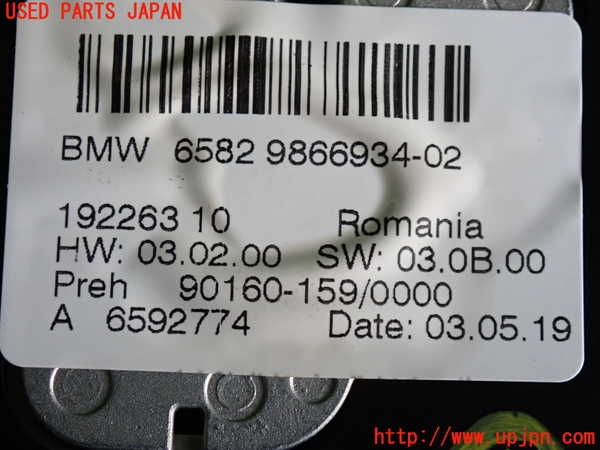 USED PARTS JAPAN
BMW 6582 9866934-02
192263 10 Romania
HW: 03.02.00 SW: 03.0B.00
Preh 90160-159/0000
A 6592774 Date: 03.05.19
http://www.upjpn.com/